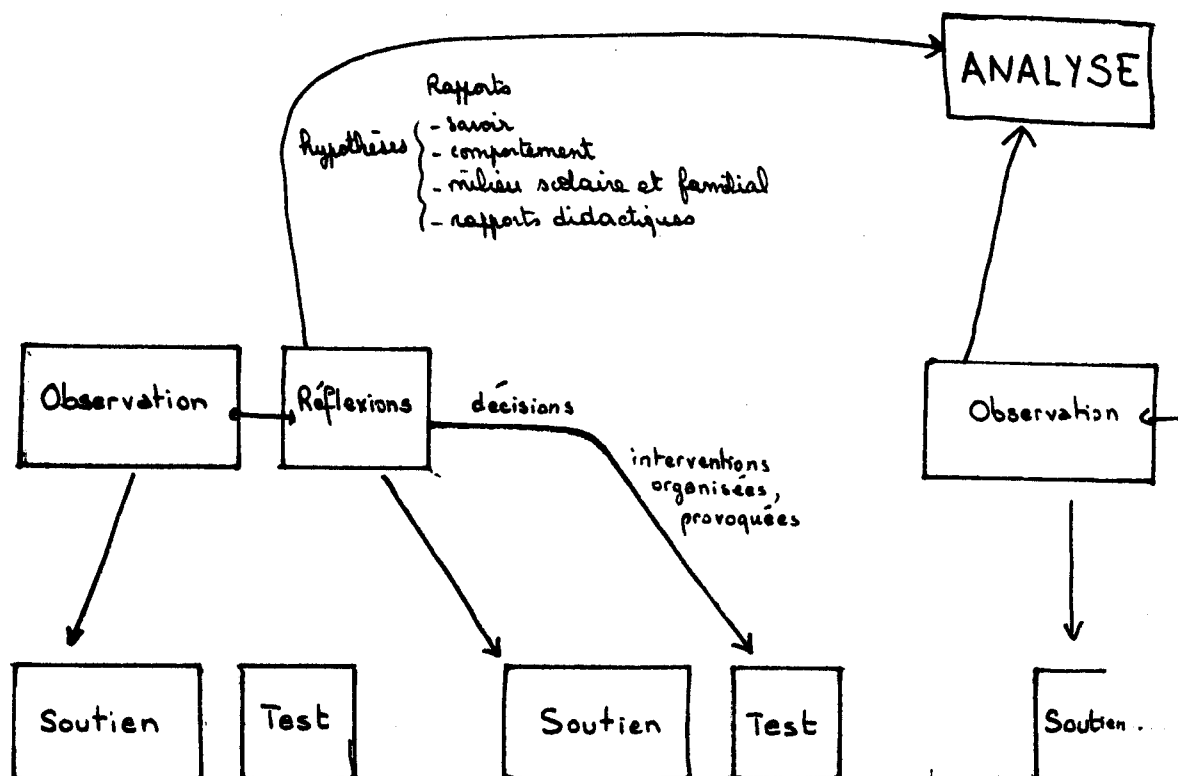 ANALYSE
Rapports
hypothèses
- savoir
- comportement
- milieu scolaire et familial
- rapports didactiques
Observation
Réflexions
décisions
interventions
organisées,
provoquées
Observation
Soutien
Test
Soutien
Test
Soutien.